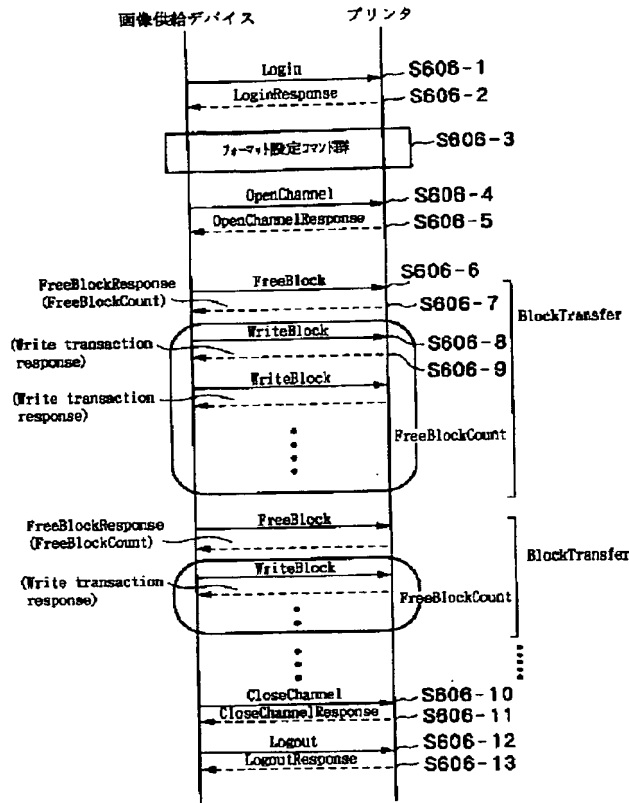 画像供給デバイス プリンタ
Login S606-1
LoginResponse S606-2
フォーマット設定コマンド群 S606-3
OpenChannel S606-4
OpenChannelResponse S606-5
FreeBlockResponse
(FreeBlockCount)
FreeBlock S606-6
S606-7
BlockTransfer
(Write transaction
response)
WriteBlock S606-8
S606-9
WriteBlock
(Write transaction
response)
FreeBlockCount
FreeBlockResponse
(FreeBlockCount)
FreeBlock
BlockTransfer
(Write transaction
response)
WriteBlock
FreeBlockCount
CloseChannel S606-10
CloseChannelResponse S606-11
Logout S606-12
LogoutResponse S606-13